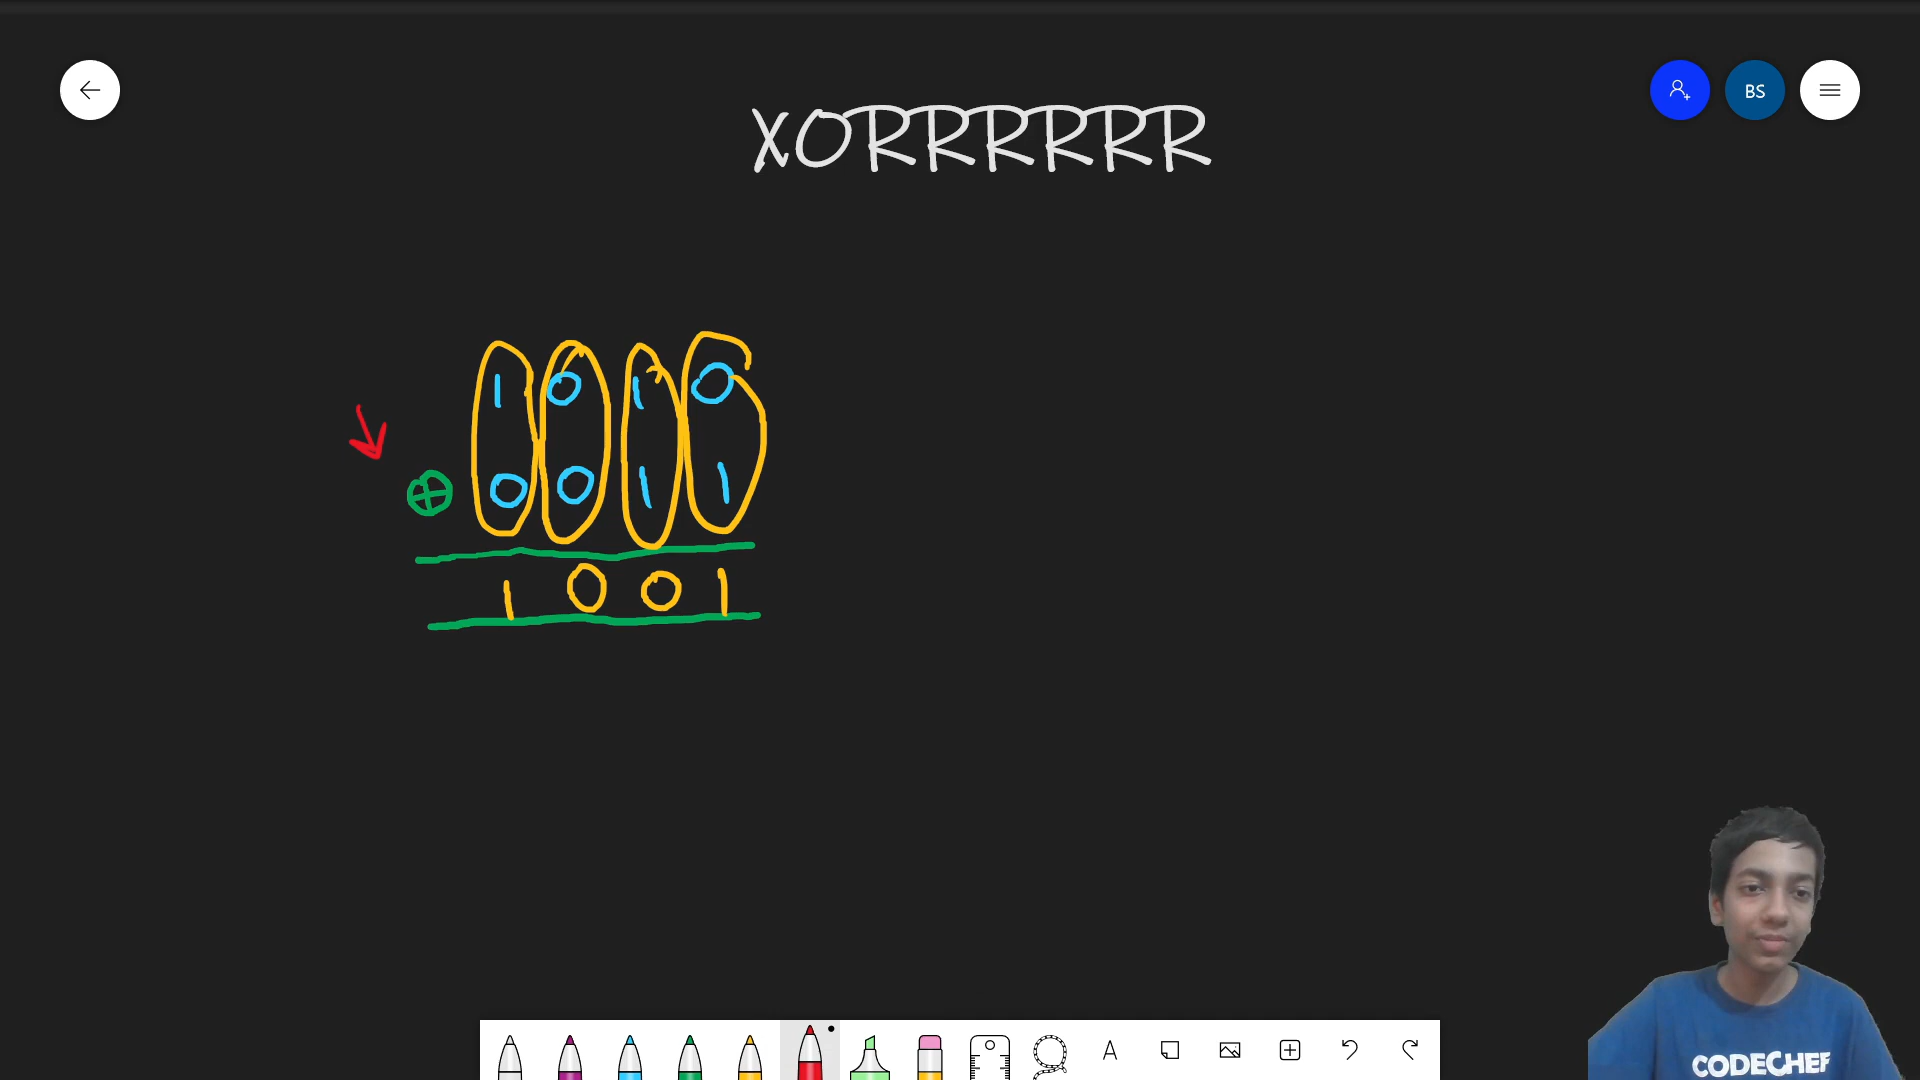 BS
XORRRRRR
1 0 1 0
⊕ 0 0 1 1
1 0 0 1
CODECHEF
A